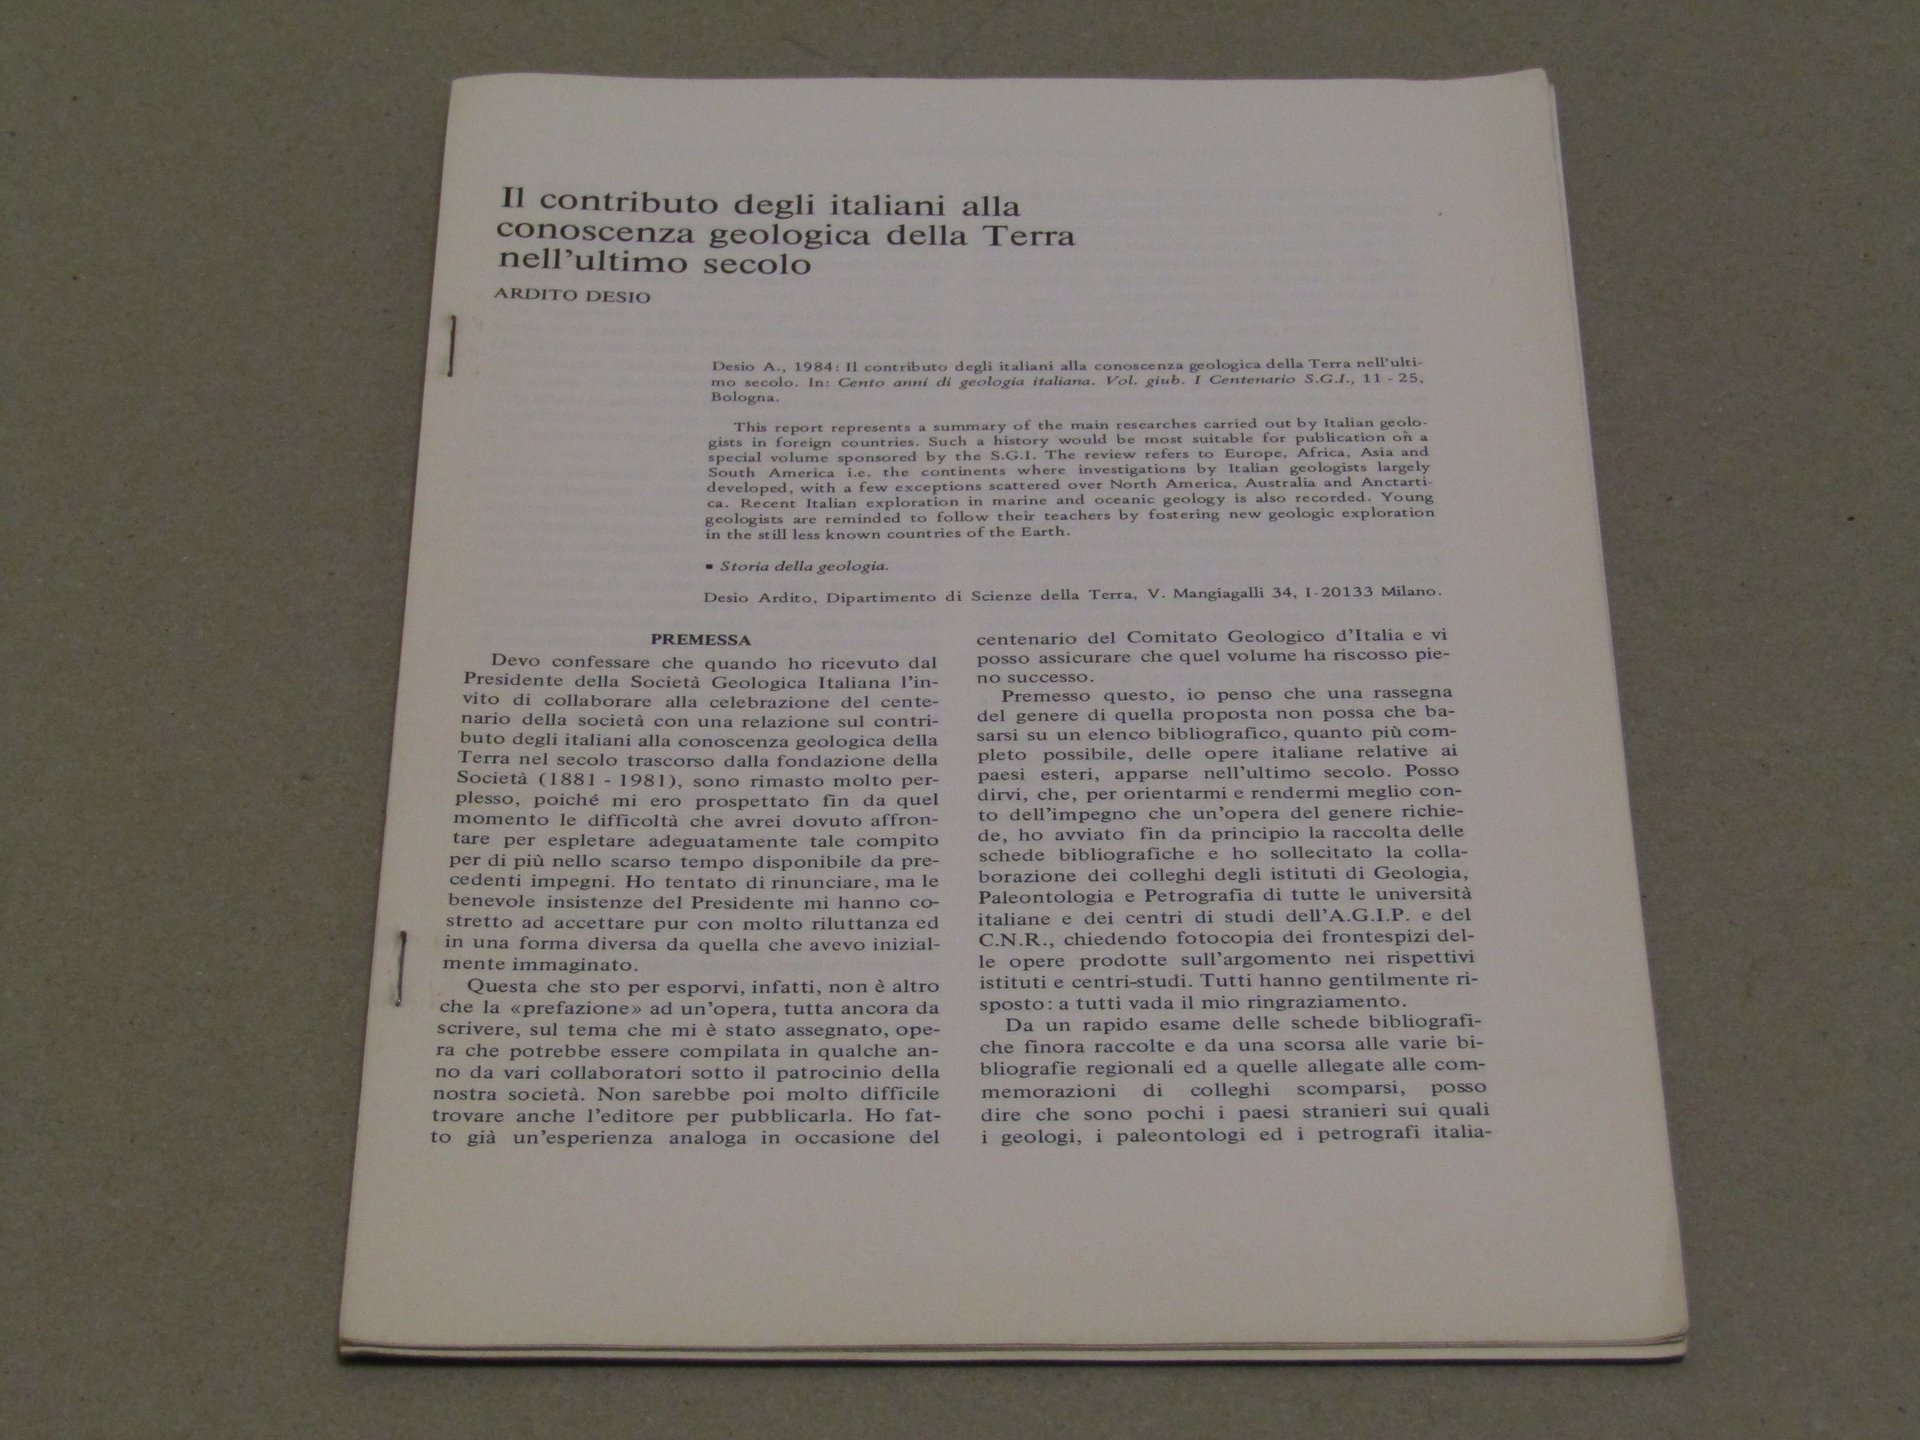 Il contributo degli italiani alla
conoscenza geologica della Terra
nell'ultimo secolo
ARDITO DESIO
Desio A., 1984: Il contributo degli italiani alla conoscenza geologica della Terra nell'ulti-
mo secolo. In: Cento anni di geologia italiana. Vol. giub. I Centenario S.G.I., 11 - 25,
Bologna.
This report represents a summary of the main researches carried out by Italian geolo-
gists in foreign countries. Such a history would be most suitable for publication on a
special volume sponsored by the S.G.I. The review refers to Europe, Africa, Asia and
South America i.e. the continents where investigations by Italian geologists largely
developed, with a few exceptions scattered over North America, Australia and Anctarti-
ca. Recent Italian exploration in marine and oceanic geology is also recorded. Young
geologists are reminded to follow their teachers by fostering new geologic exploration
in the still less known countries of the Earth.
▪ Storia della geologia.
Desio Ardito, Dipartimento di Scienze della Terra, V. Mangiagalli 34, I-20133 Milano.
PREMESSA
Devo confessare che quando ho ricevuto dal
Presidente della Società Geologica Italiana l'in-
vito di collaborare alla celebrazione del cente-
nario della società con una relazione sul contri-
buto degli italiani alla conoscenza geologica della
Terra nel secolo trascorso dalla fondazione della
Società (1881 - 1981), sono rimasto molto per-
plesso, poiché mi ero prospettato fin da quel
momento le difficoltà che avrei dovuto affron-
tare per espletare adeguatamente tale compito
per di più nello scarso tempo disponibile da pre-
cedenti impegni. Ho tentato di rinunciare, ma le
benevole insistenze del Presidente mi hanno co-
stretto ad accettare pur con molto riluttanza ed
in una forma diversa da quella che avevo inizial-
mente immaginato.
Questa che sto per esporvi, infatti, non è altro
che la «prefazione» ad un'opera, tutta ancora da
scrivere, sul tema che mi è stato assegnato, ope-
ra che potrebbe essere compilata in qualche an-
no da vari collaboratori sotto il patrocinio della
nostra società. Non sarebbe poi molto difficile
trovare anche l'editore per pubblicarla. Ho fat-
to già un'esperienza analoga in occasione del
centenario del Comitato Geologico d'Italia e vi
posso assicurare che quel volume ha riscosso pie-
no successo.
Premesso questo, io penso che una rassegna
del genere di quella proposta non possa che ba-
sarsi su un elenco bibliografico, quanto più com-
pleto possibile, delle opere italiane relative ai
paesi esteri, apparse nell'ultimo secolo. Posso
dirvi, che, per orientarmi e rendermi meglio con-
to dell'impegno che un'opera del genere richie-
de, ho avviato fin da principio la raccolta delle
schede bibliografiche e ho sollecitato la colla-
borazione dei colleghi degli istituti di Geologia,
Paleontologia e Petrografia di tutte le università
italiane e dei centri di studi dell'A.G.I.P. e del
C.N.R., chiedendo fotocopia dei frontespizi del-
le opere prodotte sull'argomento nei rispettivi
istituti e centri-studi. Tutti hanno gentilmente ri-
sposto: a tutti vada il mio ringraziamento.
Da un rapido esame delle schede bibliografi-
che finora raccolte e da una scorsa alle varie bi-
bliografie regionali ed a quelle allegate alle com-
memorazioni di colleghi scomparsi, posso
dire che sono pochi i paesi stranieri sui quali
i geologi, i paleontologi ed i petrografi italia-